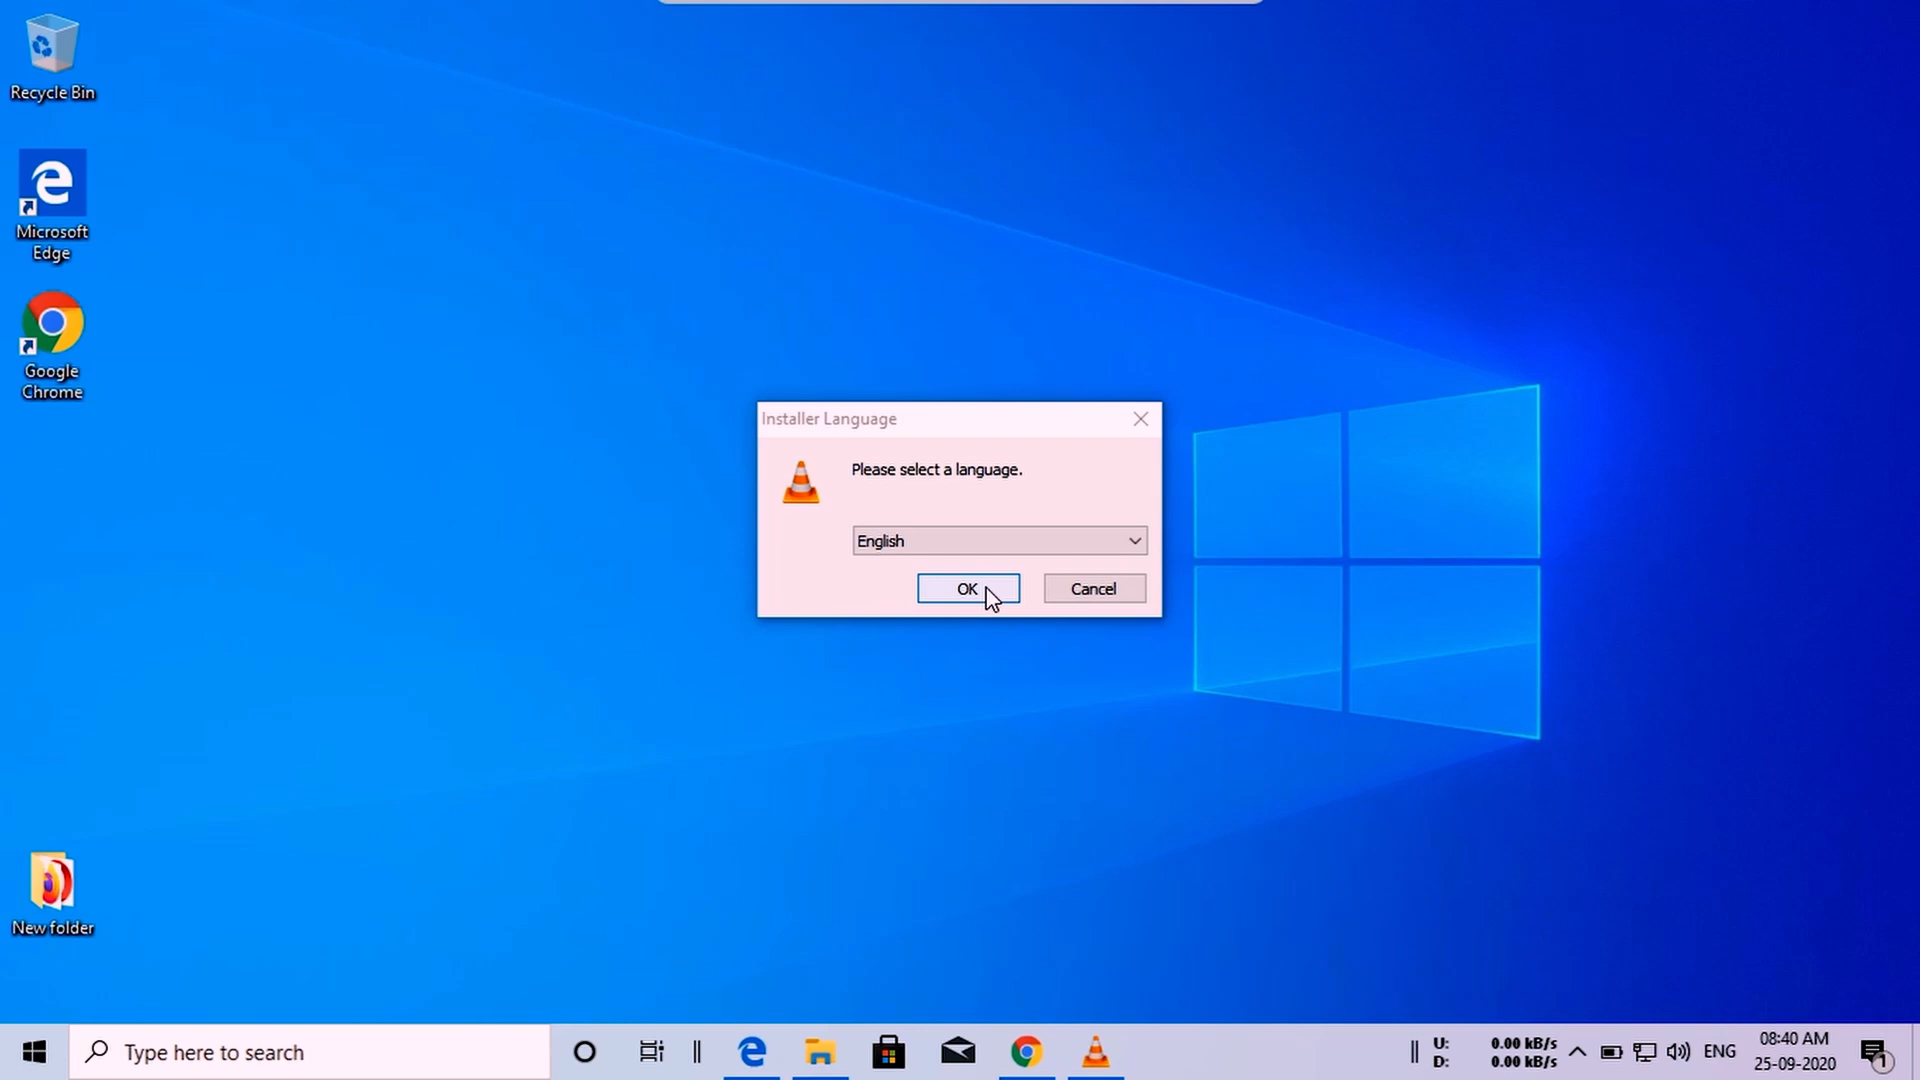 Recycle Bin
Microsoft
Edge
Google
Chrome
New folder
Installer Language
Please select a language.
English
OK
Cancel
Type here to search
U: 0.00 kB/s
D: 0.00 kB/s
ENG
08:40 AM
25-09-2020
1